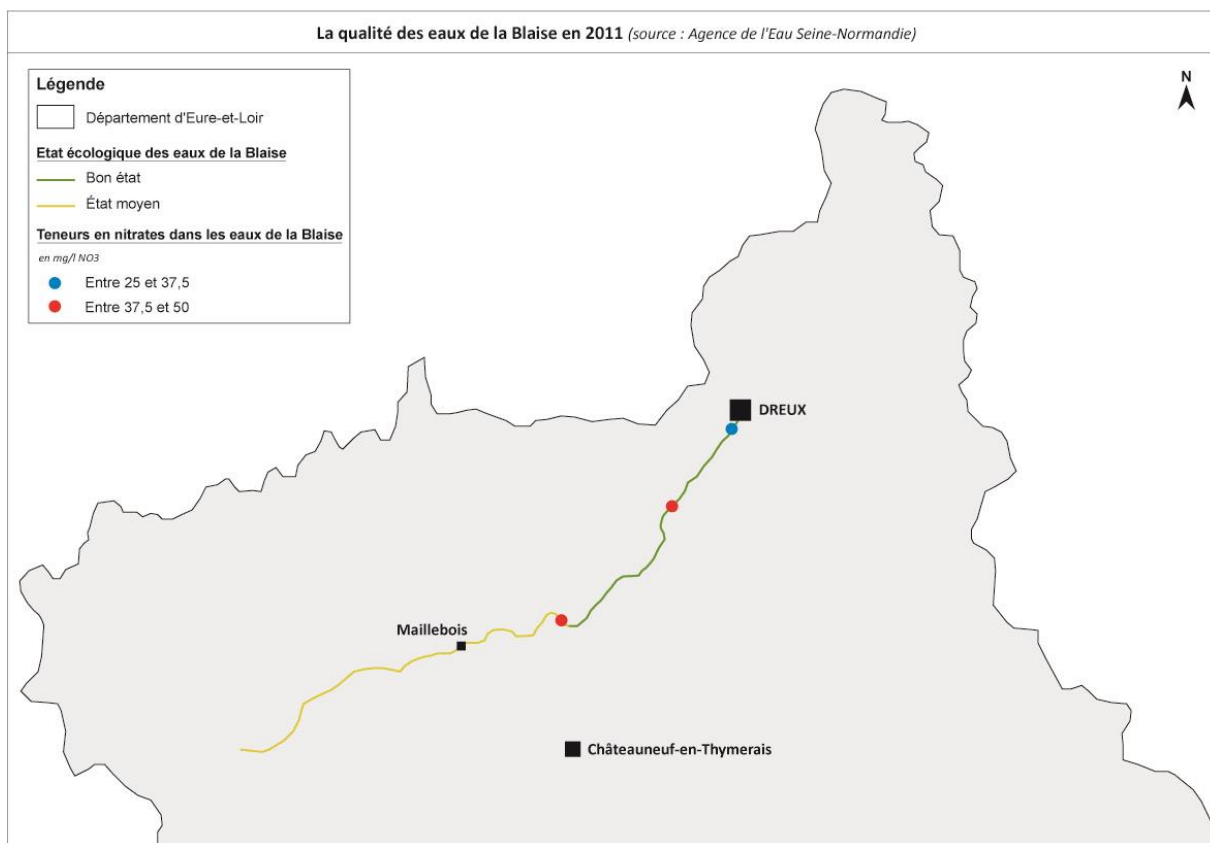 La qualité des eaux de la Blaise en 2011 (source : Agence de l'Eau Seine-Normandie)
Légende
Département d'Eure-et-Loir
Etat écologique des eaux de la Blaise
Bon état
État moyen
Teneurs en nitrates dans les eaux de la Blaise
en mg/l NO3
Entre 25 et 37,5
Entre 37,5 et 50
N
DREUX
Maillebois
Châteauneuf-en-Thymerais